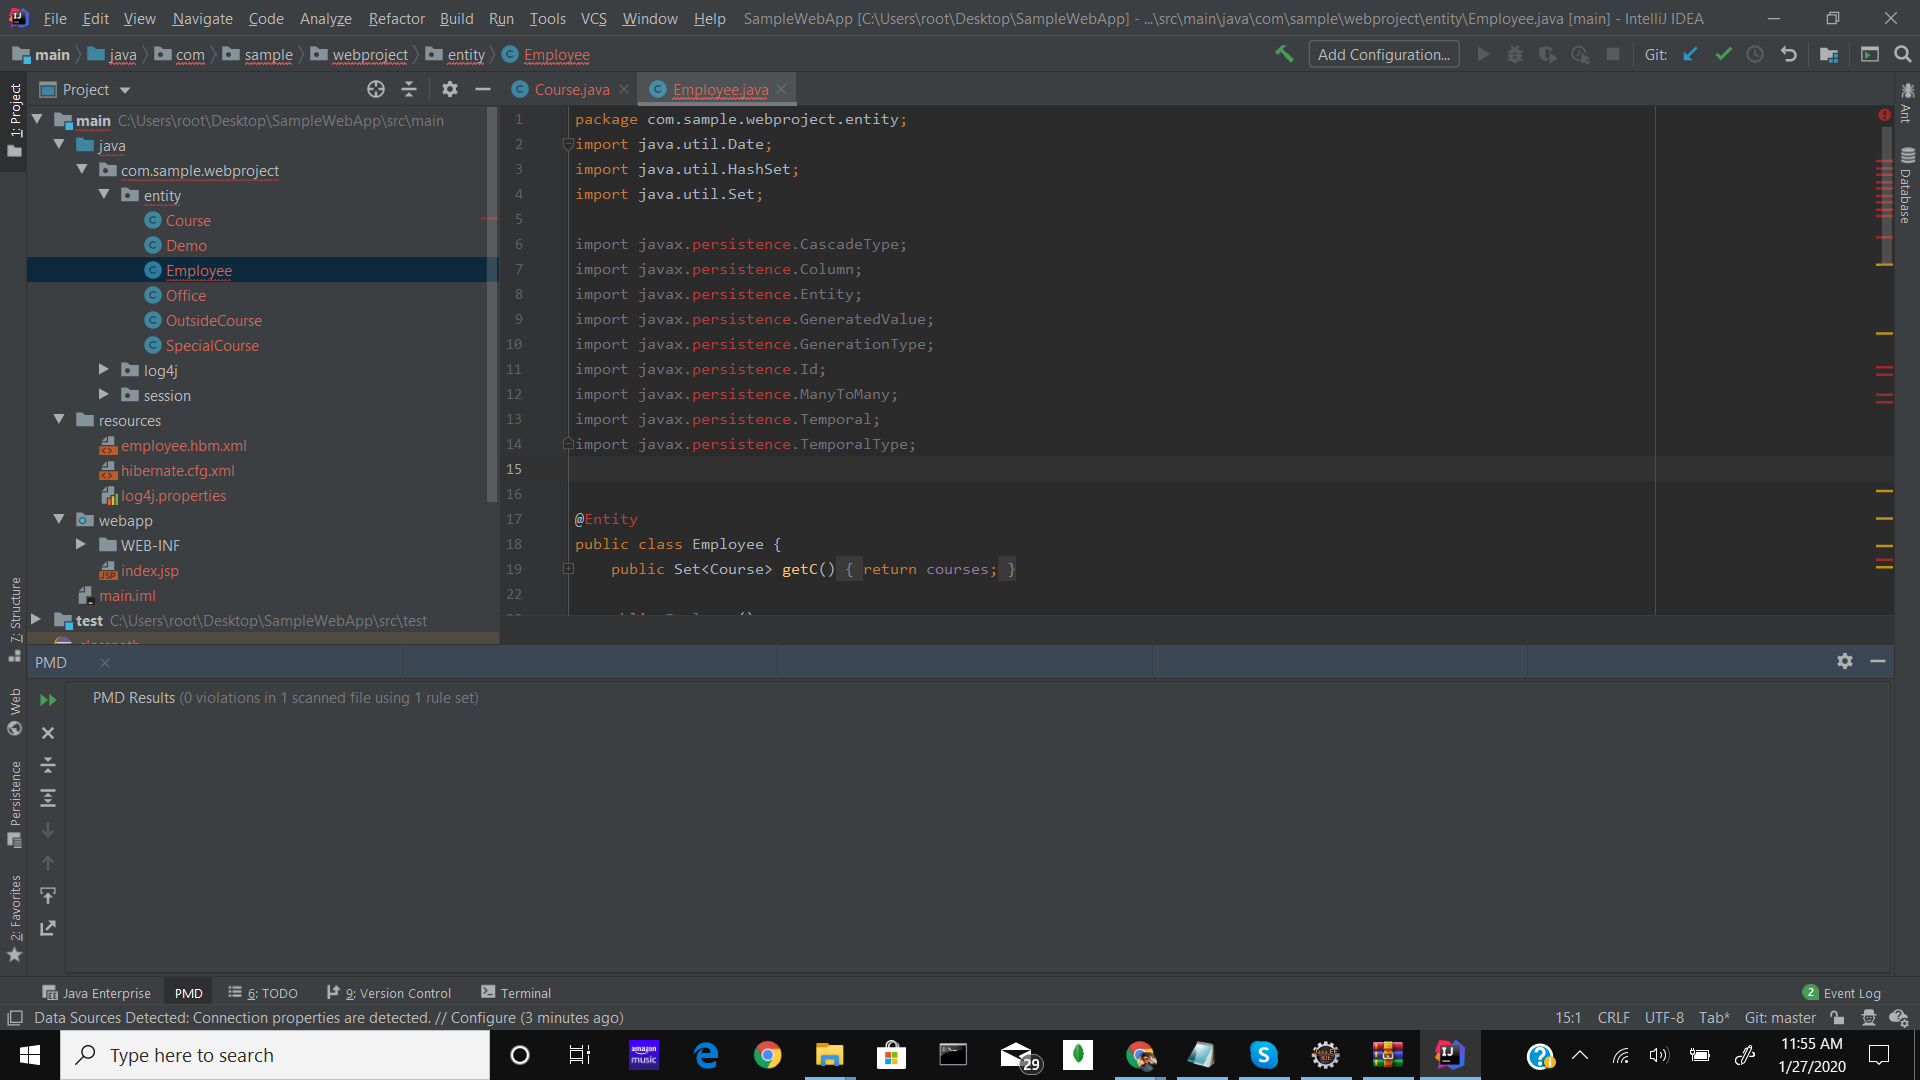 File Edit View Navigate Code Analyze Refactor Build Run Tools VCS Window Help SampleWebApp [C:\Users\root\Desktop\SampleWebApp] - ...\src\main\java\com\sample\webproject\entity\Employee.java [main] - IntelliJ IDEA
main java com sample webproject entity Employee Add Configuration... Git:
Project Course.java Employee.java
1: Project
main C:\Users\root\Desktop\SampleWebApp\src\main
java
com.sample.webproject
entity
Course
Demo
Employee
Office
OutsideCourse
SpecialCourse
log4j
session
resources
employee.hbm.xml
hibernate.cfg.xml
log4j.properties
webapp
WEB-INF
index.jsp
main.iml
test C:\Users\root\Desktop\SampleWebApp\src\test
1 package com.sample.webproject.entity;
2 import java.util.Date;
3 import java.util.HashSet;
4 import java.util.Set;
5
6 import javax.persistence.CascadeType;
7 import javax.persistence.Column;
8 import javax.persistence.Entity;
9 import javax.persistence.GeneratedValue;
10 import javax.persistence.GenerationType;
11 import javax.persistence.Id;
12 import javax.persistence.ManyToMany;
13 import javax.persistence.Temporal;
14 import javax.persistence.TemporalType;
15
16
17 @Entity
18 public class Employee {
19 public Set<Course> getC() { return courses; }
22
Ant
Database
7: Structure
Web
Persistence
2: Favorites
PMD
PMD Results (0 violations in 1 scanned file using 1 rule set)
Java Enterprise PMD 6: TODO 9: Version Control Terminal 2 Event Log
Data Sources Detected: Connection properties are detected. // Configure (3 minutes ago) 15:1 CRLF UTF-8 Tab* Git: master
Type here to search
amazon music
29
11:55 AM
1/27/2020